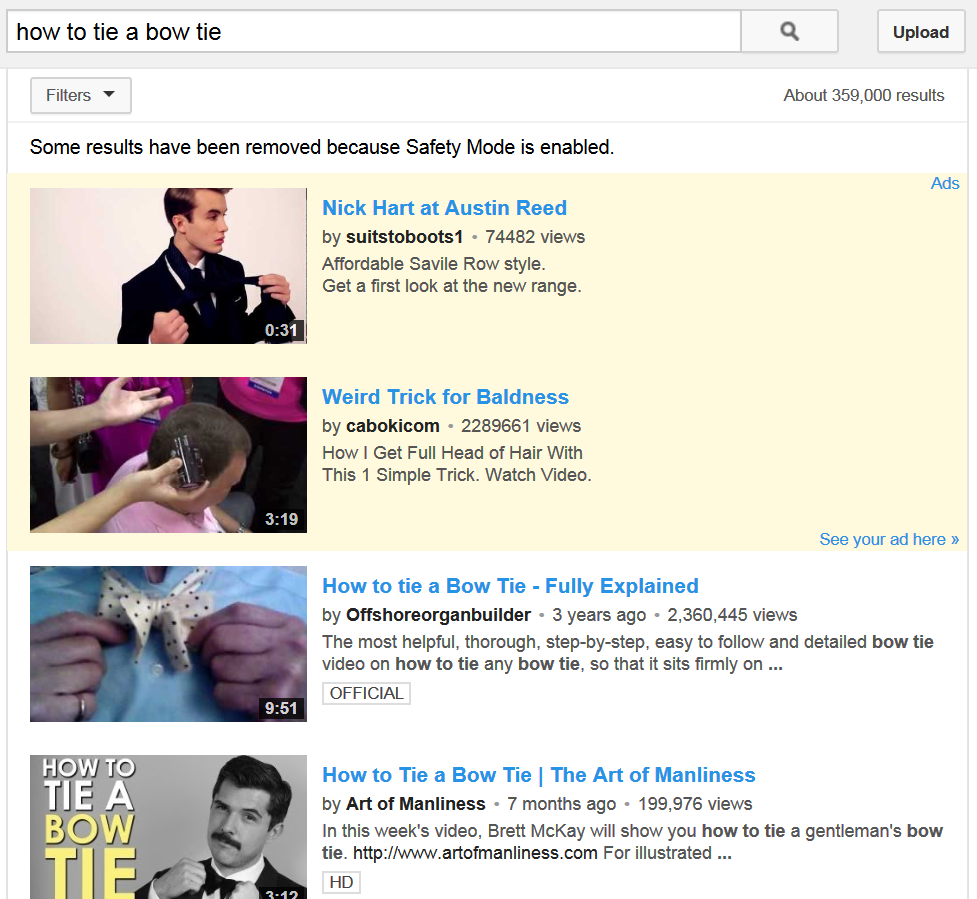 how to tie a bow tie
Upload
Filters
About 359,000 results
Some results have been removed because Safety Mode is enabled.
Ads
Nick Hart at Austin Reed
by suitstoboots1 • 74482 views
Affordable Savile Row style.
Get a first look at the new range.
0:31
Weird Trick for Baldness
by cabokicom • 2289661 views
How I Get Full Head of Hair With
This 1 Simple Trick. Watch Video.
3:19
See your ad here »
How to tie a Bow Tie - Fully Explained
by Offshoreorganbuilder • 3 years ago • 2,360,445 views
The most helpful, thorough, step-by-step, easy to follow and detailed bow tie
video on how to tie any bow tie, so that it sits firmly on ...
OFFICIAL
9:51
HOW TO
TIE A
BOW
TIE
3:12
How to Tie a Bow Tie | The Art of Manliness
by Art of Manliness • 7 months ago • 199,976 views
In this week's video, Brett McKay will show you how to tie a gentleman's bow
tie. http://www.artofmanliness.com For illustrated ...
HD